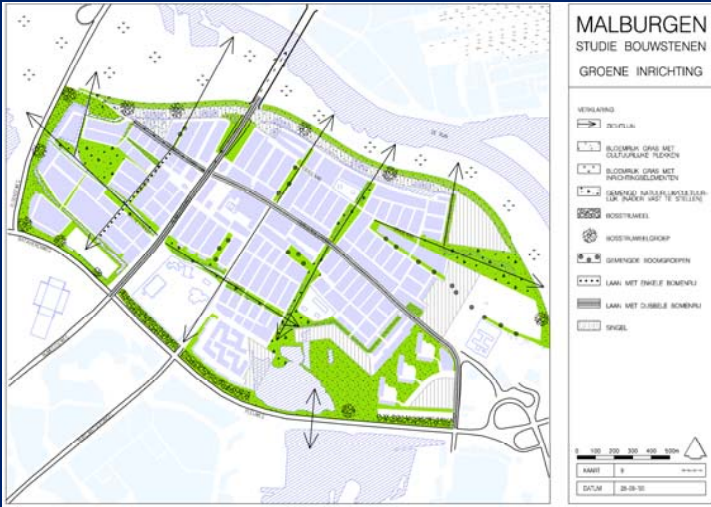 MALBURGEN
STUDIE BOUWSTENEN
GROENE INRICHTING
VERKLARING
ZICHTLIJN
BLOEMRIJK GRAS MET
CULTUURLIJKE PLEKKEN
BLOEMRIJK GRAS MET
INRICHTINGSELEMENTEN
GEMENGD NATUURLIJK/CULTUUR-
LIJK (NADER VAST TE STELLEN)
BOSSTRUWEEL
BOSSTRUWEELGROEP
GEMENGDE BOOMGROEPEN
LAAN MET ENKELE BOMENRIJ
LAAN MET DUBBELE BOMENRIJ
SINGEL
0 100 200 300 400 500m
KAART
DATUM
DE RIJN